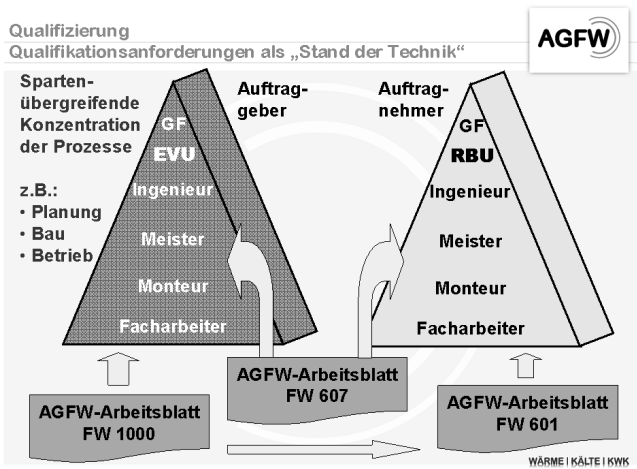 Qualifizierung
Qualifikationsanforderungen als „Stand der Technik“
AGFW
Sparten-
übergreifende
Konzentration
der Prozesse
z.B.:
• Planung
• Bau
• Betrieb
Auftrag-
geber
GF
EVU
Ingenieur
Meister
Monteur
Facharbeiter
Auftrag-
nehmer
GF
RBU
Ingenieur
Meister
Monteur
Facharbeiter
AGFW-Arbeitsblatt
FW 1000
AGFW-Arbeitsblatt
FW 607
AGFW-Arbeitsblatt
FW 601
WÄRME | KÄLTE | KWK